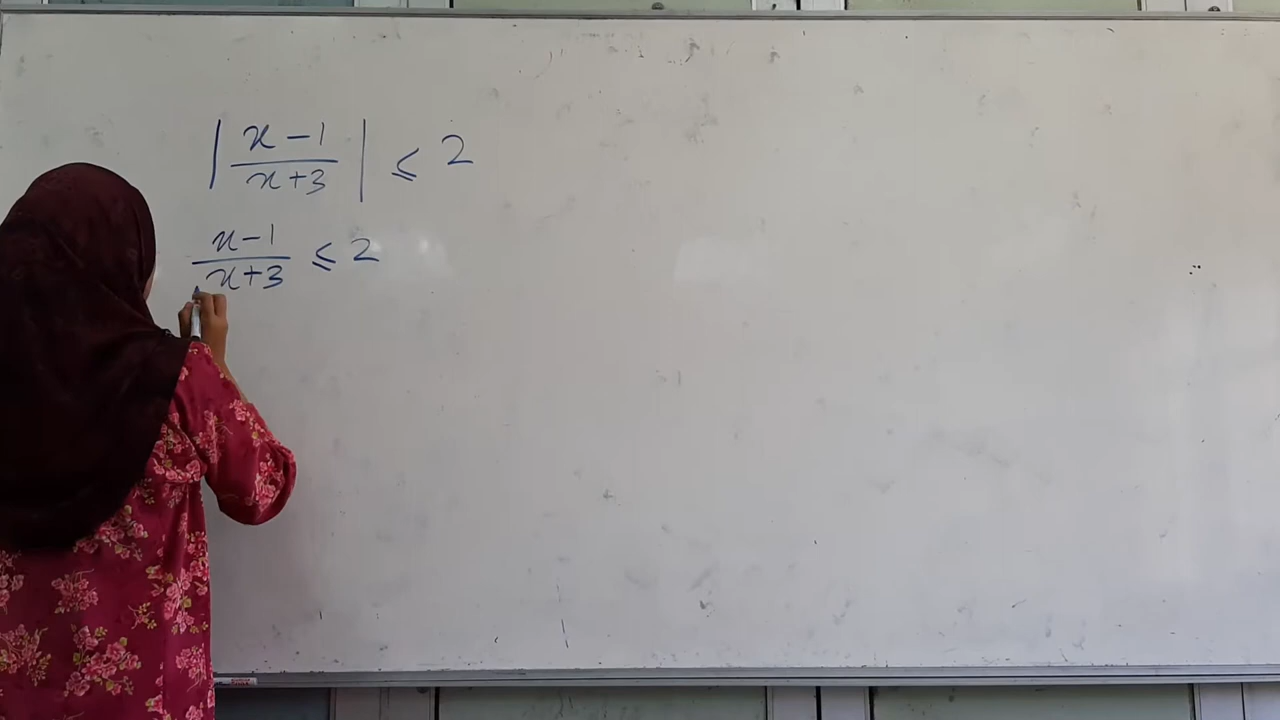 | x-1 / x+3 | ⩽ 2
x-1 / x+3 ⩽ 2